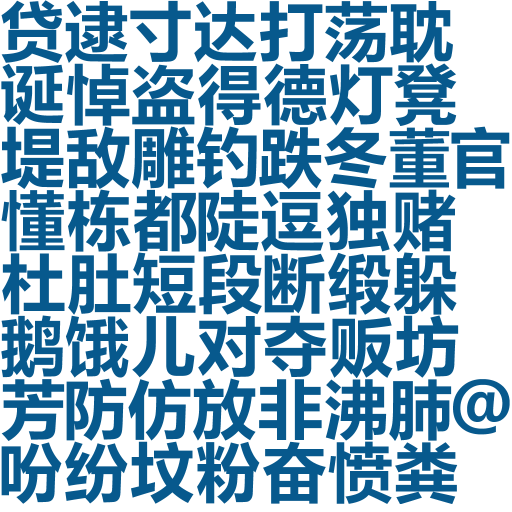 贷逮寸达打荡耽
诞悼盗得德灯凳
堤敌雕钓跌冬董官
懂栋都陡逗独赌
杜肚短段断缎躲
鹅饿儿对夺贩坊
芳防仿放非沸肺@
吩纷坟粉奋愤粪